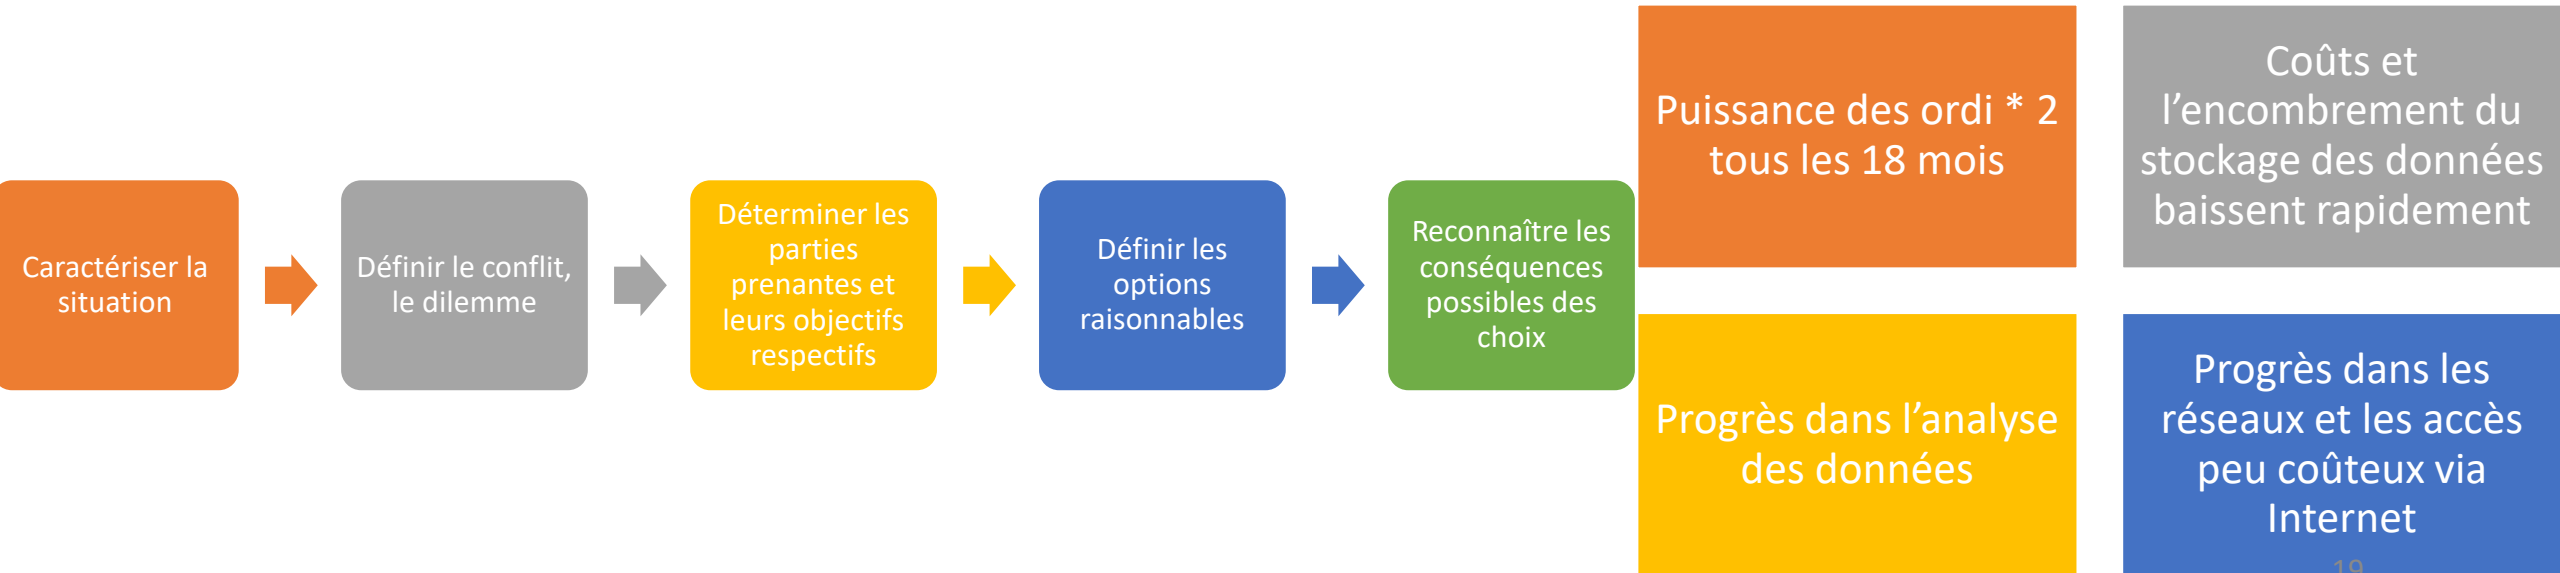 Caractériser la
situation
Définir le conflit,
le dilemme
Déterminer les
parties
prenantes et
leurs objectifs
respectifs
Définir les
options
raisonnables
Reconnaître les
conséquences
possibles des
choix
Puissance des ordi * 2
tous les 18 mois
Coûts et
l’encombrement du
stockage des données
baissent rapidement
Progrès dans l’analyse
des données
Progrès dans les
réseaux et les accès
peu coûteux via
Internet
19